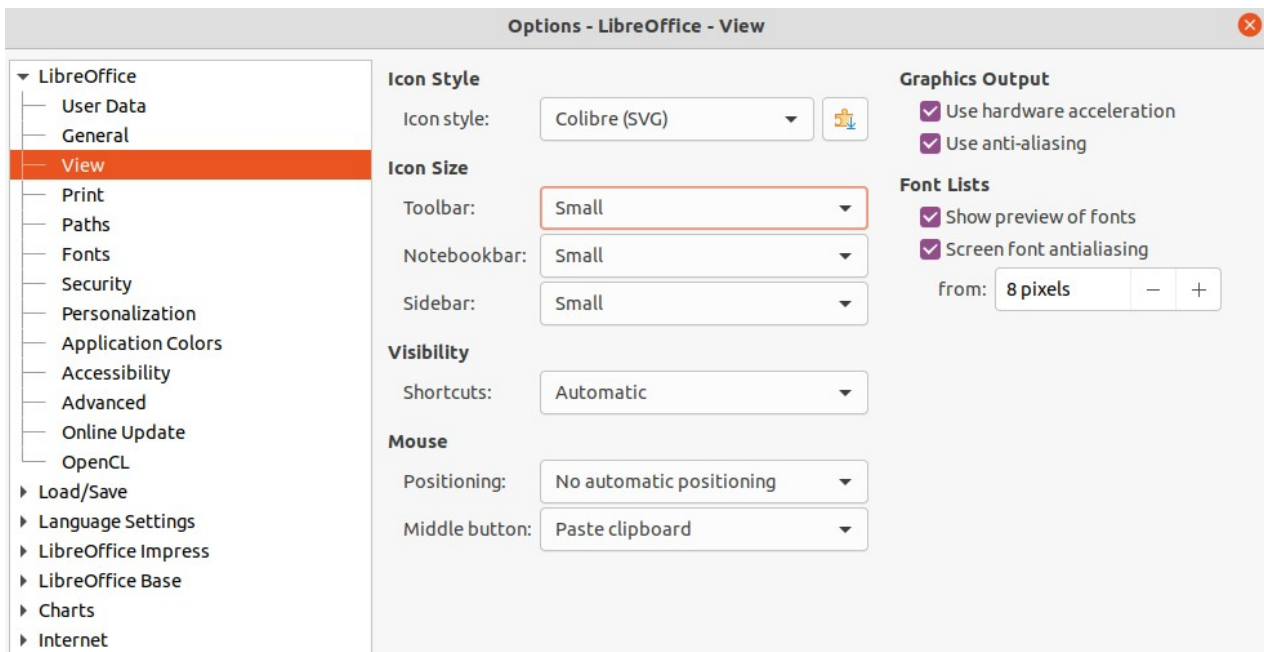 Options - LibreOffice - View
LibreOffice
User Data
General
View
Print
Paths
Fonts
Security
Personalization
Application Colors
Accessibility
Advanced
Online Update
OpenCL
Load/Save
Language Settings
LibreOffice Impress
LibreOffice Base
Charts
Internet
Icon Style
Icon style: Colibre (SVG)
Icon Size
Toolbar: Small
Notebookbar: Small
Sidebar: Small
Visibility
Shortcuts: Automatic
Mouse
Positioning: No automatic positioning
Middle button: Paste clipboard
Graphics Output
Use hardware acceleration
Use anti-aliasing
Font Lists
Show preview of fonts
Screen font antialiasing
from: 8 pixels − +